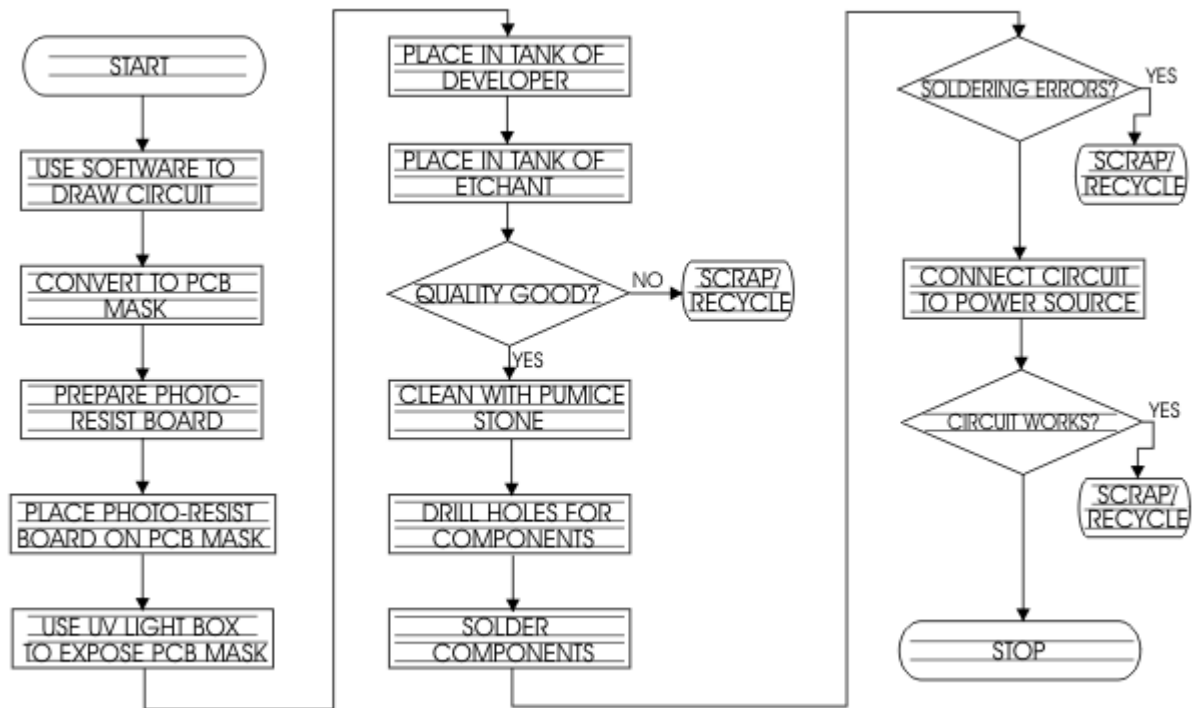 START
USE SOFTWARE TO
DRAW CIRCUIT
CONVERT TO PCB
MASK
PREPARE PHOTO-
RESIST BOARD
PLACE PHOTO-RESIST
BOARD ON PCB MASK
USE UV LIGHT BOX
TO EXPOSE PCB MASK
PLACE IN TANK OF
DEVELOPER
PLACE IN TANK OF
ETCHANT
QUALITY GOOD?
NO
SCRAP/
RECYCLE
YES
CLEAN WITH PUMICE
STONE
DRILL HOLES FOR
COMPONENTS
SOLDER
COMPONENTS
SOLDERING ERRORS?
YES
SCRAP/
RECYCLE
CONNECT CIRCUIT
TO POWER SOURCE
CIRCUIT WORKS?
YES
SCRAP/
RECYCLE
STOP